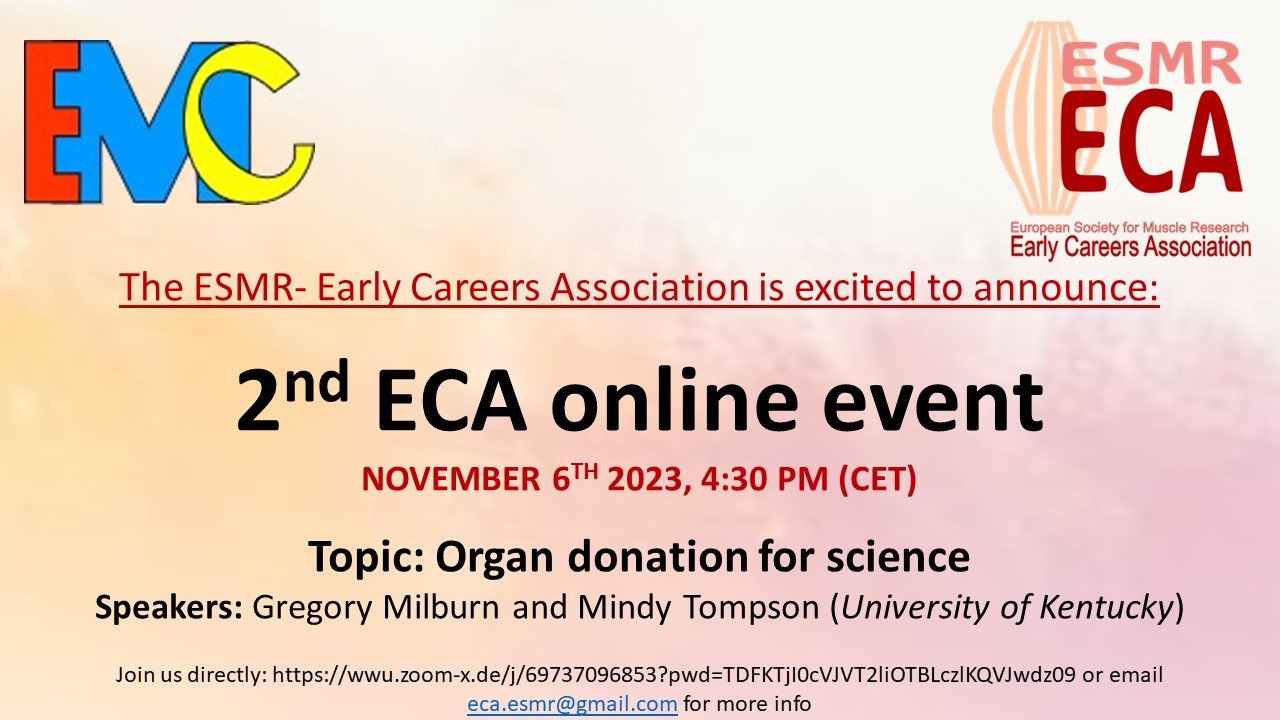 EMC
ESMR
ECA
European Society for Muscle Research
Early Careers Association
The ESMR- Early Careers Association is excited to announce:
2nd ECA online event
NOVEMBER 6TH 2023, 4:30 PM (CET)
Topic: Organ donation for science
Speakers: Gregory Milburn and Mindy Tompson (University of Kentucky)
Join us directly: https://wwu.zoom-x.de/j/69737096853?pwd=TDFKTjI0cVJVT2liOTBLczlKQVJwdz09 or email
eca.esmr@gmail.com for more info